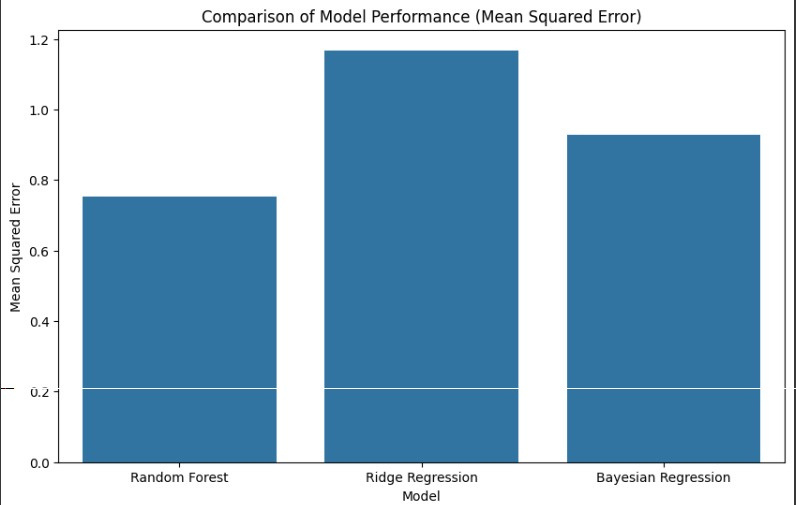 Comparison of Model Performance (Mean Squared Error)
Mean Squared Error
1.2
1.0
0.8
0.6
0.4
0.2
0.0
Random Forest
Ridge Regression
Bayesian Regression
Model